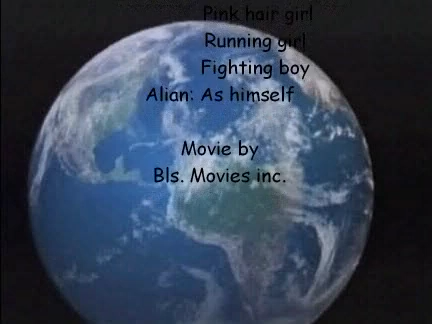 Pink hair girl
Running girl
Fighting boy
Alian: As himself
Movie by
Bls. Movies inc.